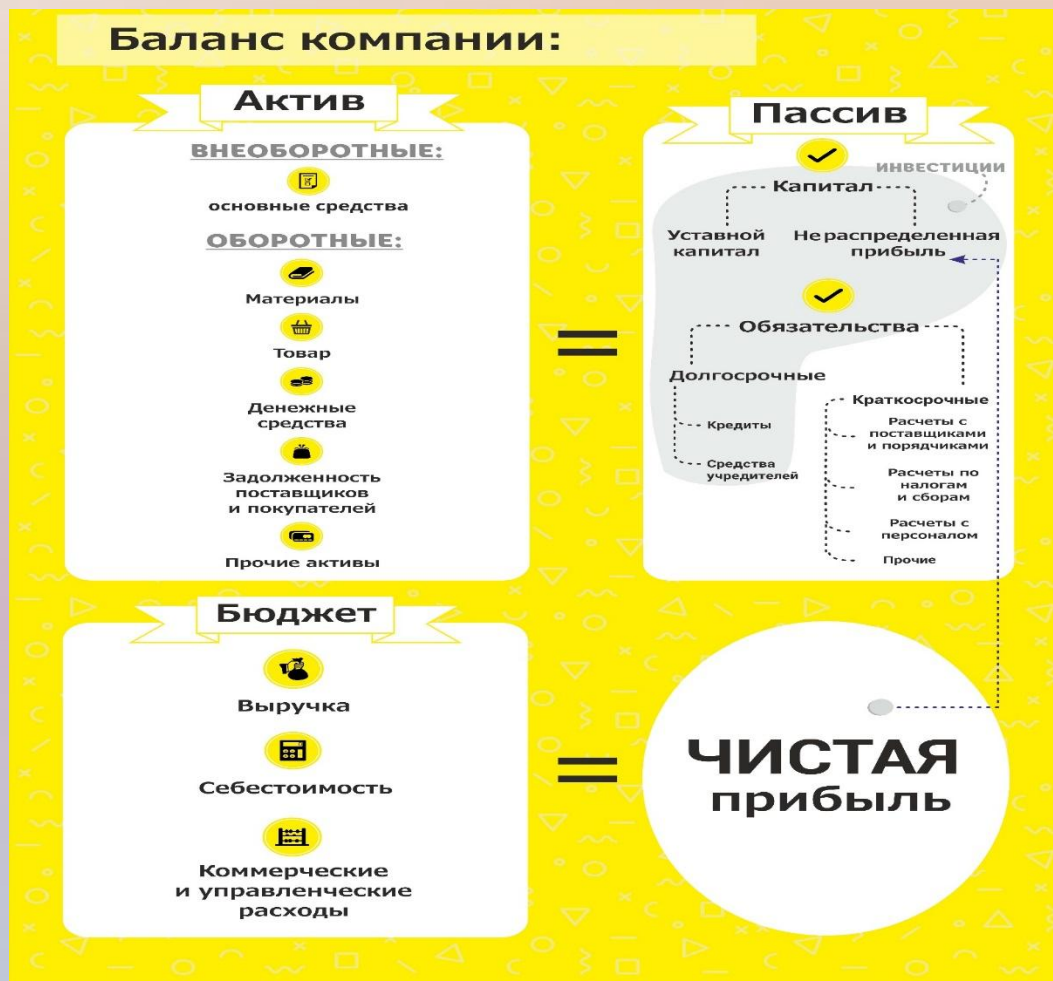 Баланс компании:
Актив
ВНЕОБОРОТНЫЕ:
основные средства
ОБОРОТНЫЕ:
Материалы
Товар
Денежные
средства
Задолженность
поставщиков
и покупателей
Прочие активы
=
Пассив
ИНВЕСТИЦИИ
Капитал
Уставной
капитал
Не распределенная
прибыль
Обязательства
Долгосрочные
Кредиты
Средства
учредителей
Краткосрочные
Расчеты с
поставщиками
и порядчиками
Расчеты по
налогам
и сборам
Расчеты с
персоналом
Прочие
Бюджет
Выручка
Себестоимость
Коммерческие
и управленческие
расходы
=
ЧИСТАЯ
прибыль